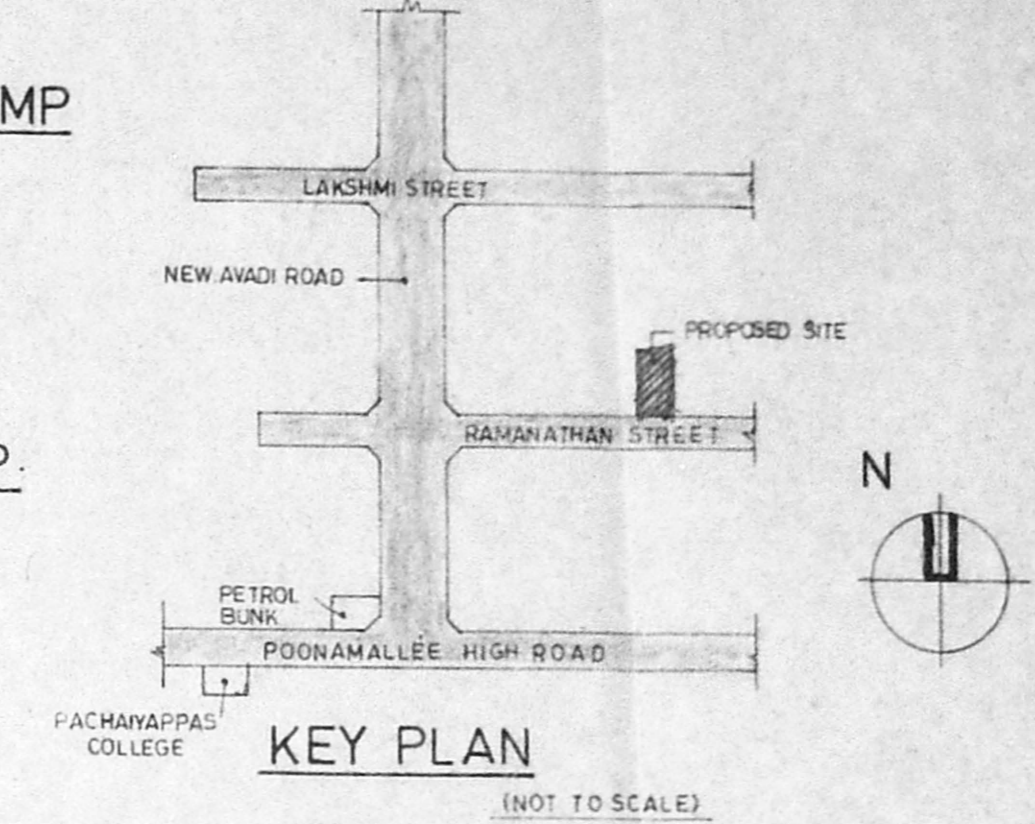 MP
LAKSHMI STREET
NEW AVADI ROAD
PROPOSED SITE
RAMANATHAN STREET
P.
N
PETROL
BUNK
POONAMALLEE HIGH ROAD
PACHAIYAPPAS
COLLEGE
KEY PLAN
(NOT TO SCALE)